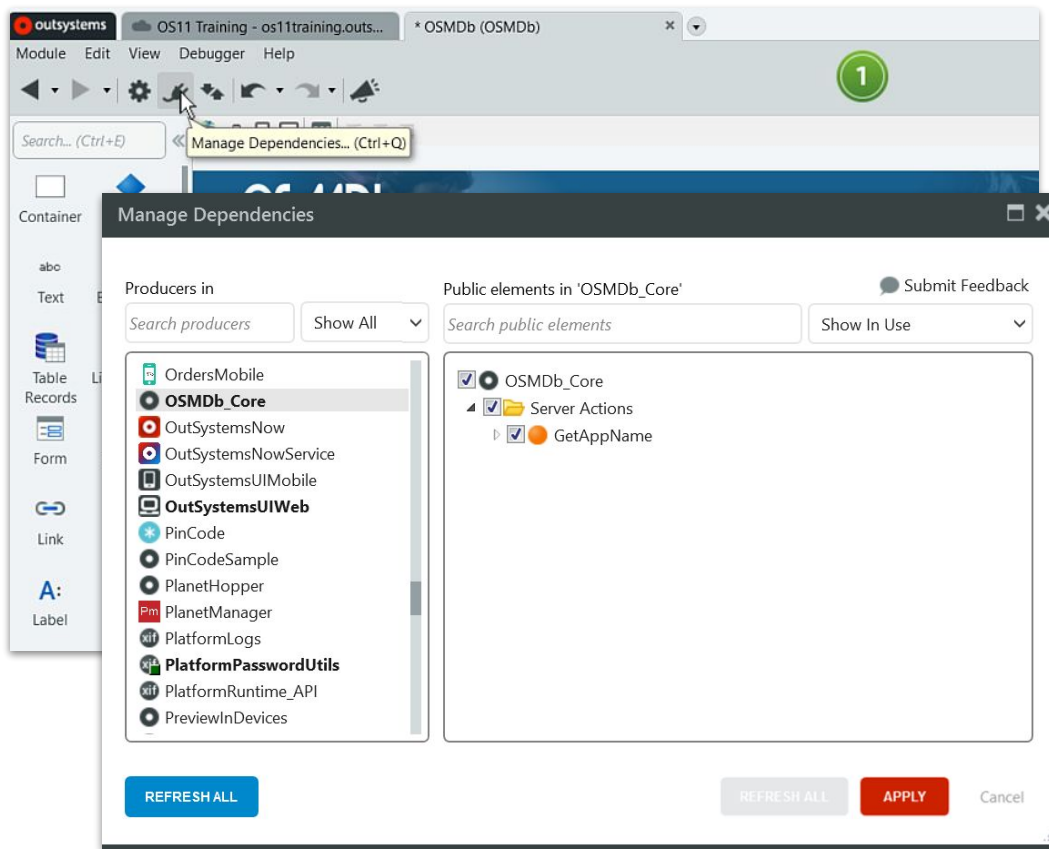 outsystems
OS11 Training - os11training.outs...
* OSMDb (OSMDb)
Module Edit View Debugger Help
1
Search... (Ctrl+E)
Manage Dependencies... (Ctrl+Q)
Container
Manage Dependencies
abc
Text
Producers in
Public elements in 'OSMDb_Core'
Submit Feedback
Search producers
Show All
Search public elements
Show In Use
Table
Records
Form
Link
A:
Label
OrdersMobile
OSMDb_Core
OutSystemsNow
OutSystemsNowService
OutSystemsUIMobile
OutSystemsUIWeb
PinCode
PinCodeSample
PlanetHopper
Pm PlanetManager
xif PlatformLogs
PlatformPasswordUtils
xif PlatformRuntime_API
PreviewInDevices
OSMDb_Core
Server Actions
GetAppName
REFRESH ALL
REFRESH ALL
APPLY
Cancel